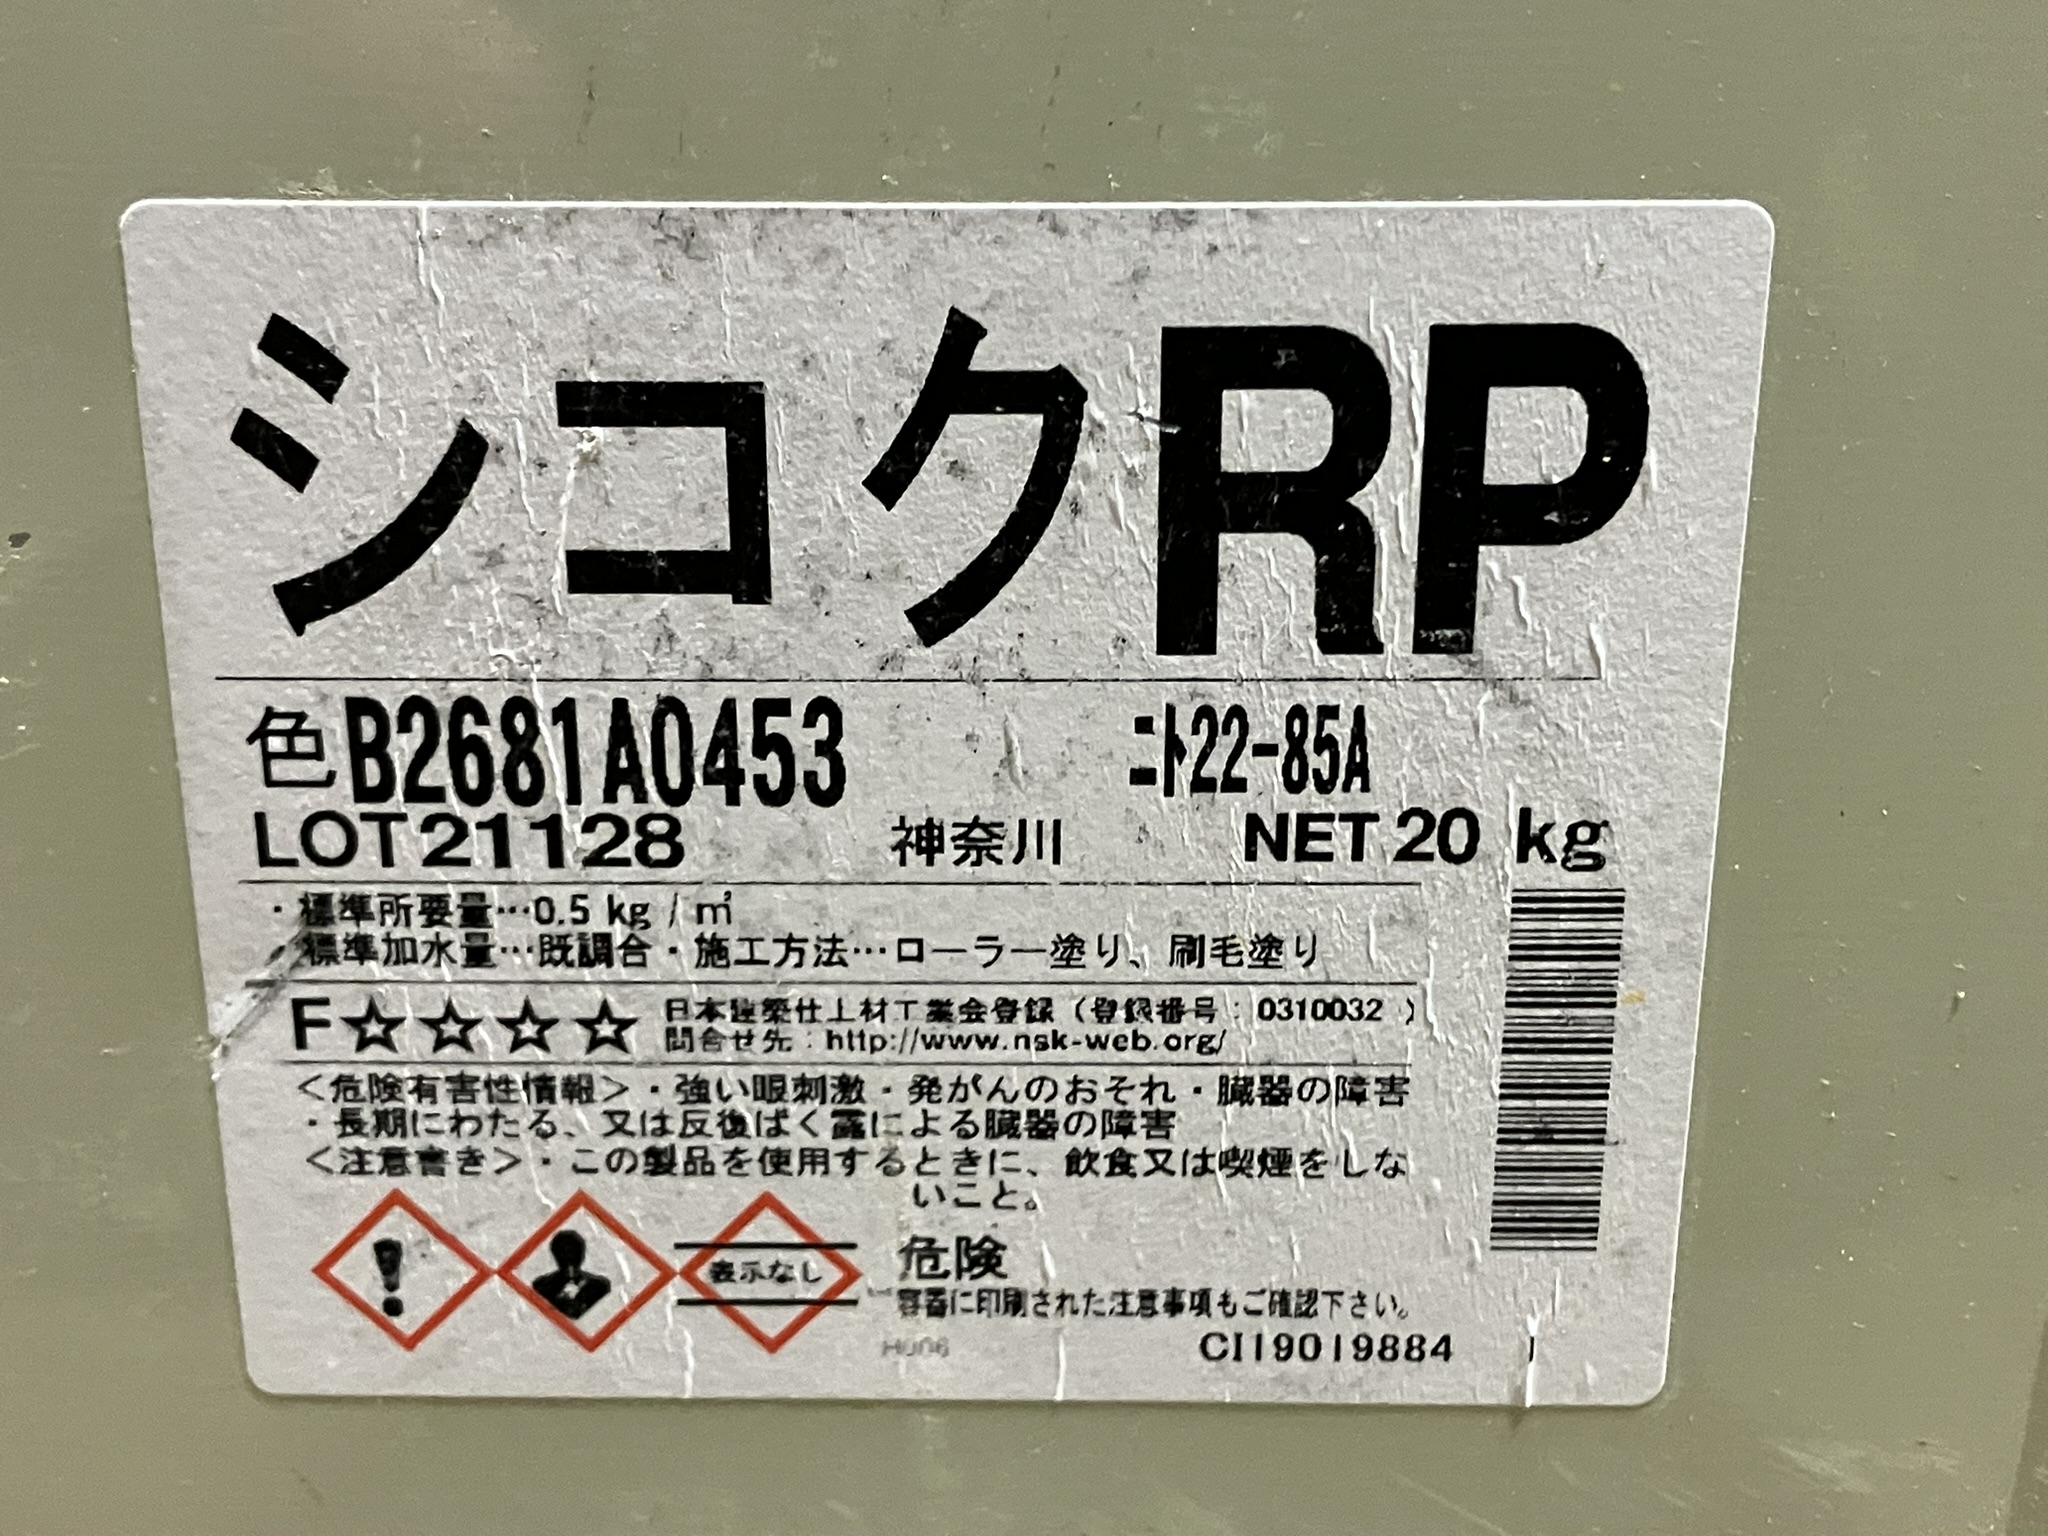 シコクRP
色B2681A0453 ニト22-85A
LOT21128 神奈川 NET 20 kg
・標準所要量…0.5 kg / ㎡
・標準加水量…既調合・施工方法…ローラー塗り、刷毛塗り
F☆☆☆☆ 日本建築仕上材工業会登録（登録番号：0310032 ）
問合せ先：http://www.nsk-web.org/
＜危険有害性情報＞・強い眼刺激・発がんのおそれ・臓器の障害
・長期にわたる、又は反復ばく露による臓器の障害
＜注意書き＞・この製品を使用するときに、飲食又は喫煙をしな
いこと。
表示なし 危険
容器に印刷された注意事項もご確認下さい。
CI19019884